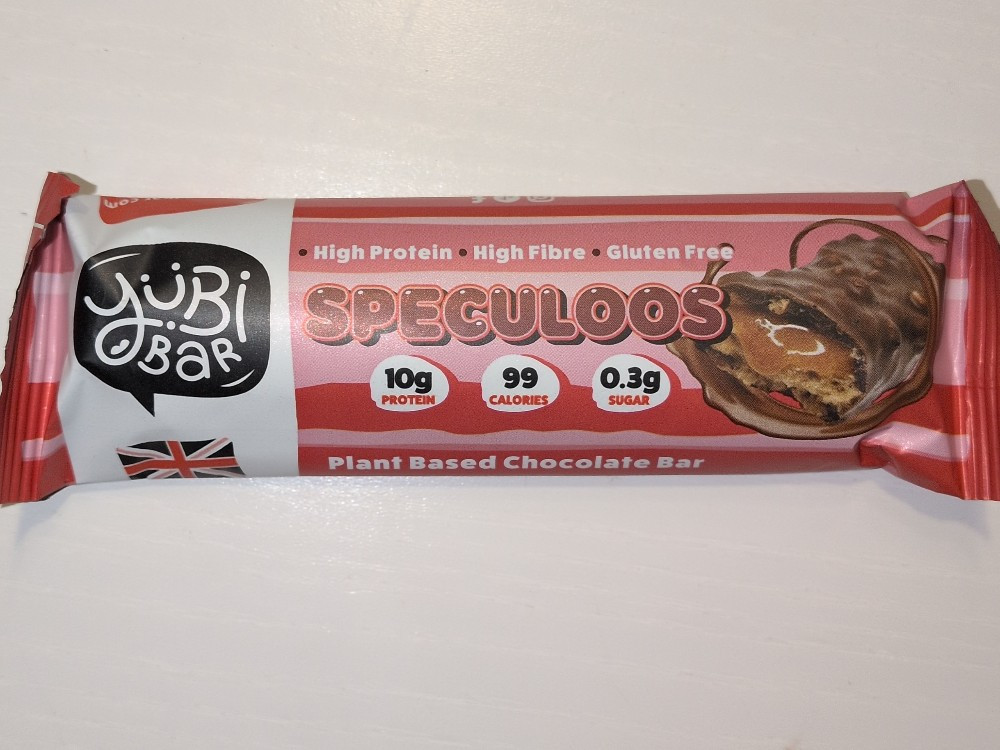 YÜBi
BAR
• High Protein • High Fibre • Gluten Free
SPECULOOS
10g
PROTEIN
99
CALORIES
0.3g
SUGAR
Plant Based Chocolate Bar